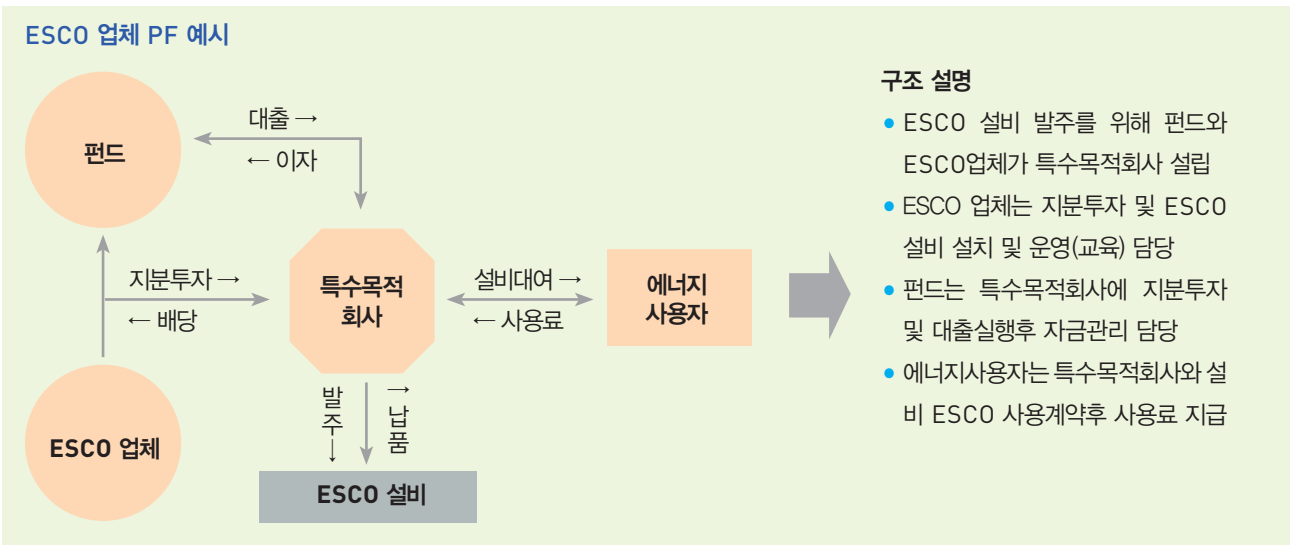 ESCO 업체 PF 예시
펀드
대출 →
← 이자
지분투자 →
← 배당
ESCO 업체
특수목적
회사
설비대여 →
← 사용료
에너지
사용자
발주↓
→납품
ESCO 설비
구조 설명
● ESCO 설비 발주를 위해 펀드와
ESCO업체가 특수목적회사 설립
● ESCO 업체는 지분투자 및 ESCO
설비 설치 및 운영(교육) 담당
● 펀드는 특수목적회사에 지분투자
및 대출실행후 자금관리 담당
● 에너지사용자는 특수목적회사와 설
비 ESCO 사용계약후 사용료 지급